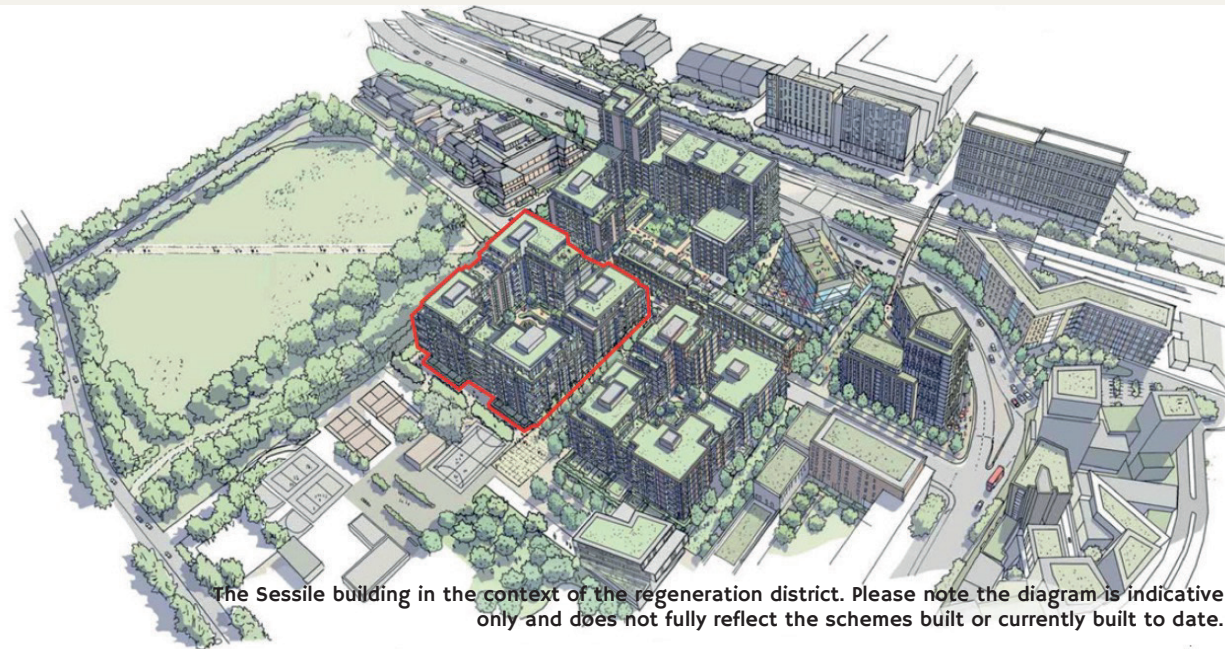 The Sessile building in the context of the regeneration district. Please note the diagram is indicative
only and does not fully reflect the schemes built or currently built to date.